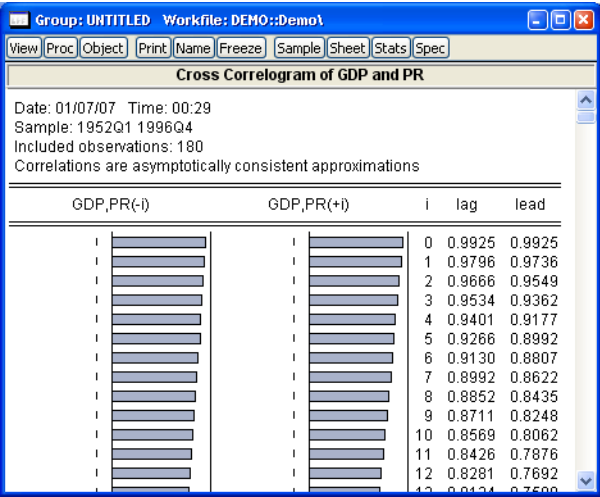 Group: UNTITLED Workfile: DEMO::Demo\
View Proc Object Print Name Freeze Sample Sheet Stats Spec
Cross Correlogram of GDP and PR
Date: 01/07/07 Time: 00:29
Sample: 1952Q1 1996Q4
Included observations: 180
Correlations are asymptotically consistent approximations
GDP,PR(-i) GDP,PR(+i) i lag lead
0 0.9925 0.9925
1 0.9796 0.9736
2 0.9666 0.9549
3 0.9534 0.9362
4 0.9401 0.9177
5 0.9266 0.8992
6 0.9130 0.8807
7 0.8992 0.8622
8 0.8852 0.8435
9 0.8711 0.8248
10 0.8569 0.8062
11 0.8426 0.7876
12 0.8281 0.7692